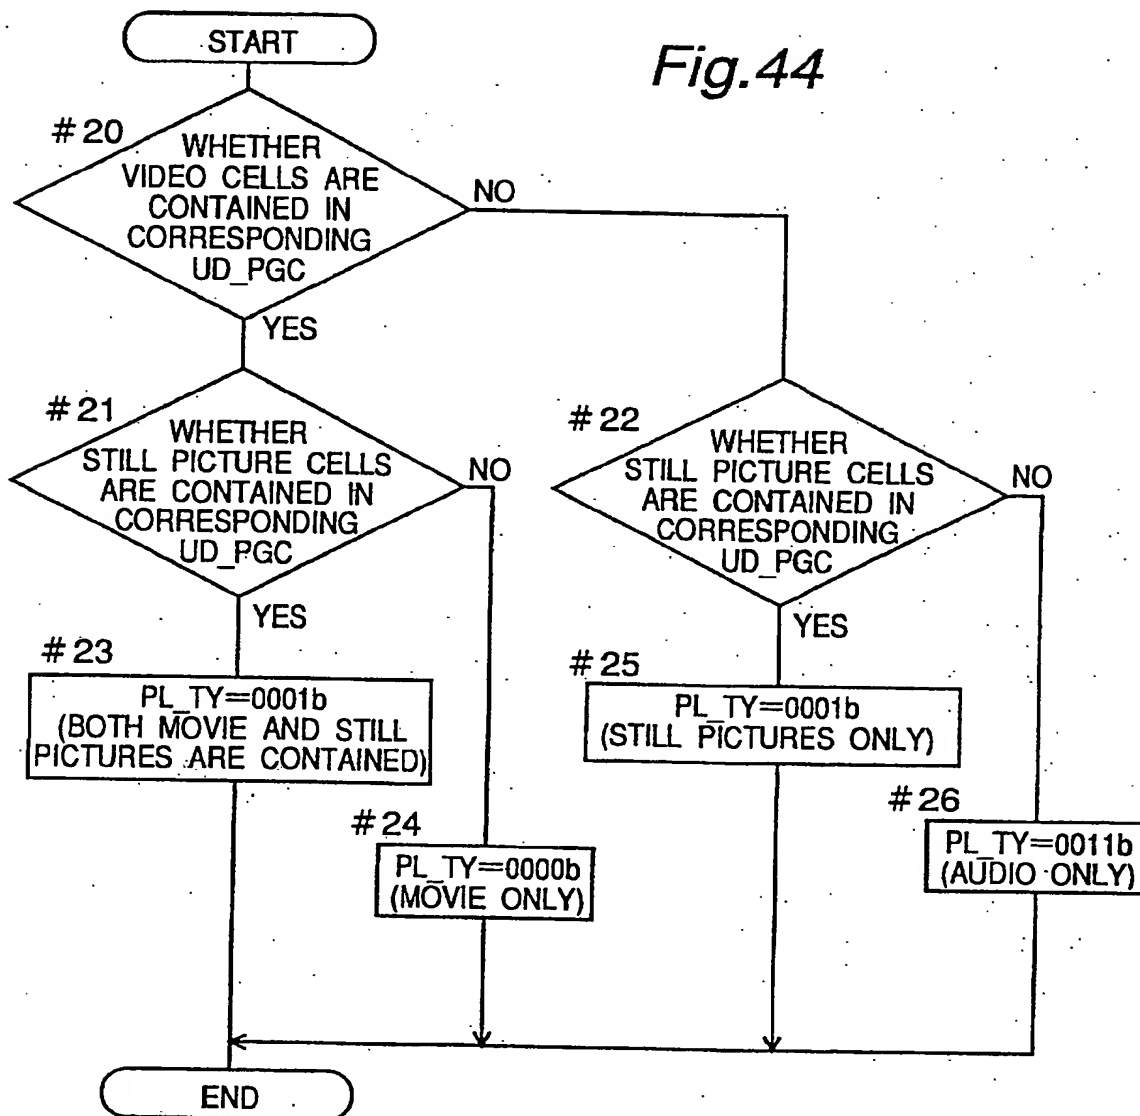 START
Fig.44
#20
WHETHER
VIDEO CELLS ARE
CONTAINED IN
CORRESPONDING
UD_PGC
NO
YES
#21
WHETHER
STILL PICTURE CELLS
ARE CONTAINED IN
CORRESPONDING
UD_PGC
NO
YES
#22
WHETHER
STILL PICTURE CELLS
ARE CONTAINED IN
CORRESPONDING
UD_PGC
NO
YES
#23
PL_TY=0001b
(BOTH MOVIE AND STILL
PICTURES ARE CONTAINED)
#25
PL_TY=0001b
(STILL PICTURES ONLY)
#24
PL_TY=0000b
(MOVIE ONLY)
#26
PL_TY=0011b
(AUDIO ONLY)
END